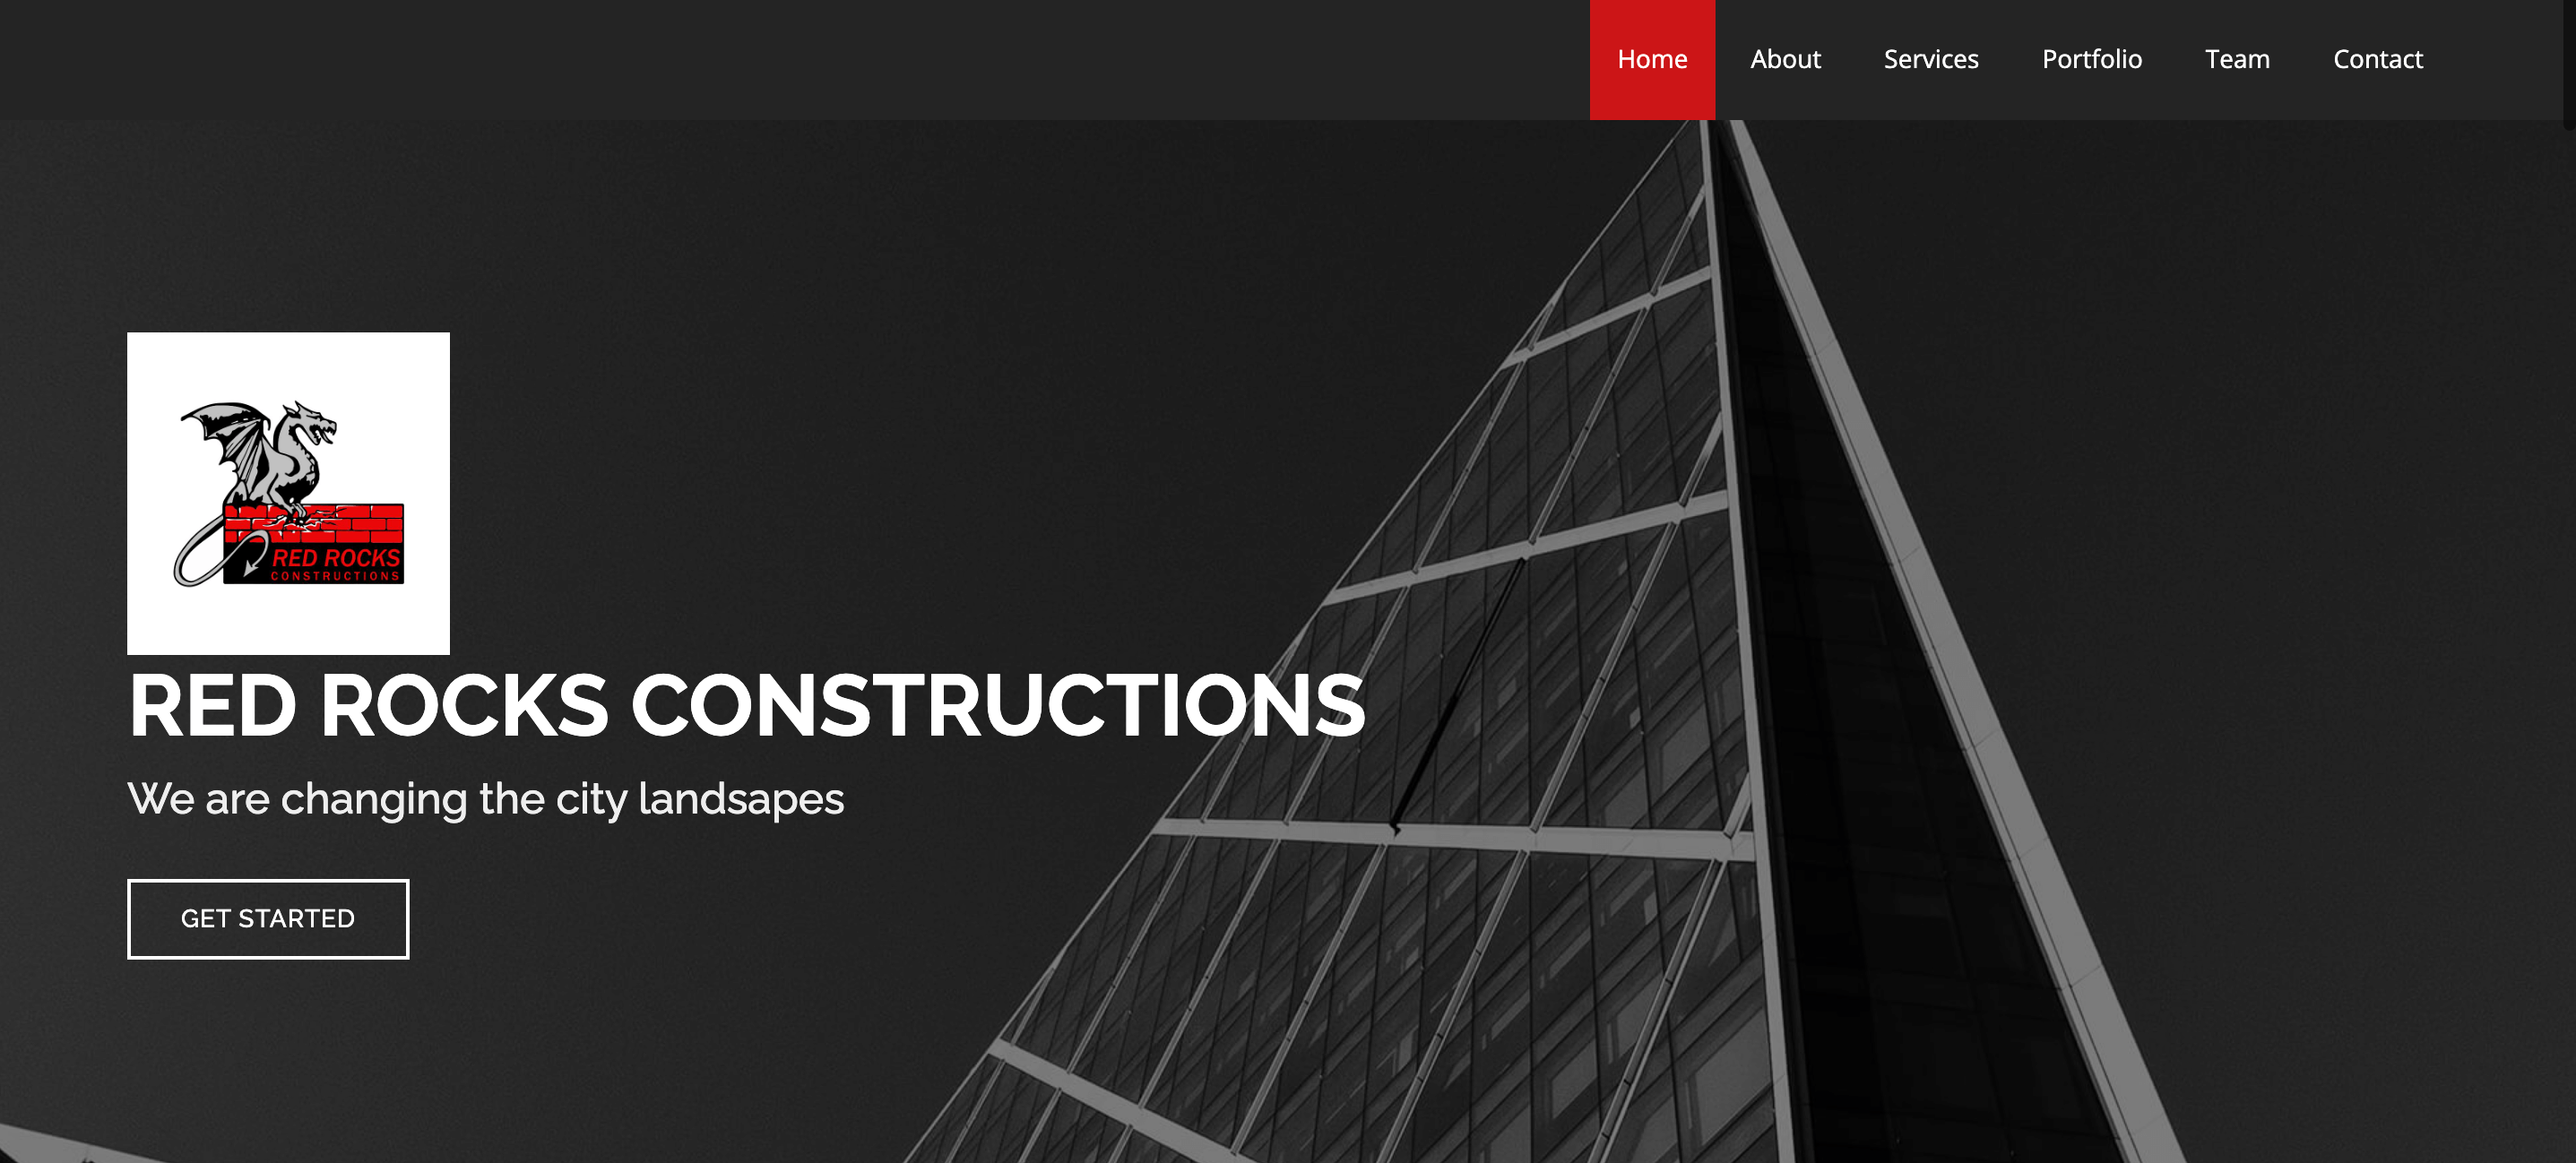 Home About Services Portfolio Team Contact
RED ROCKS
CONSTRUCTIONS
RED ROCKS CONSTRUCTIONS
We are changing the city landsapes
GET STARTED